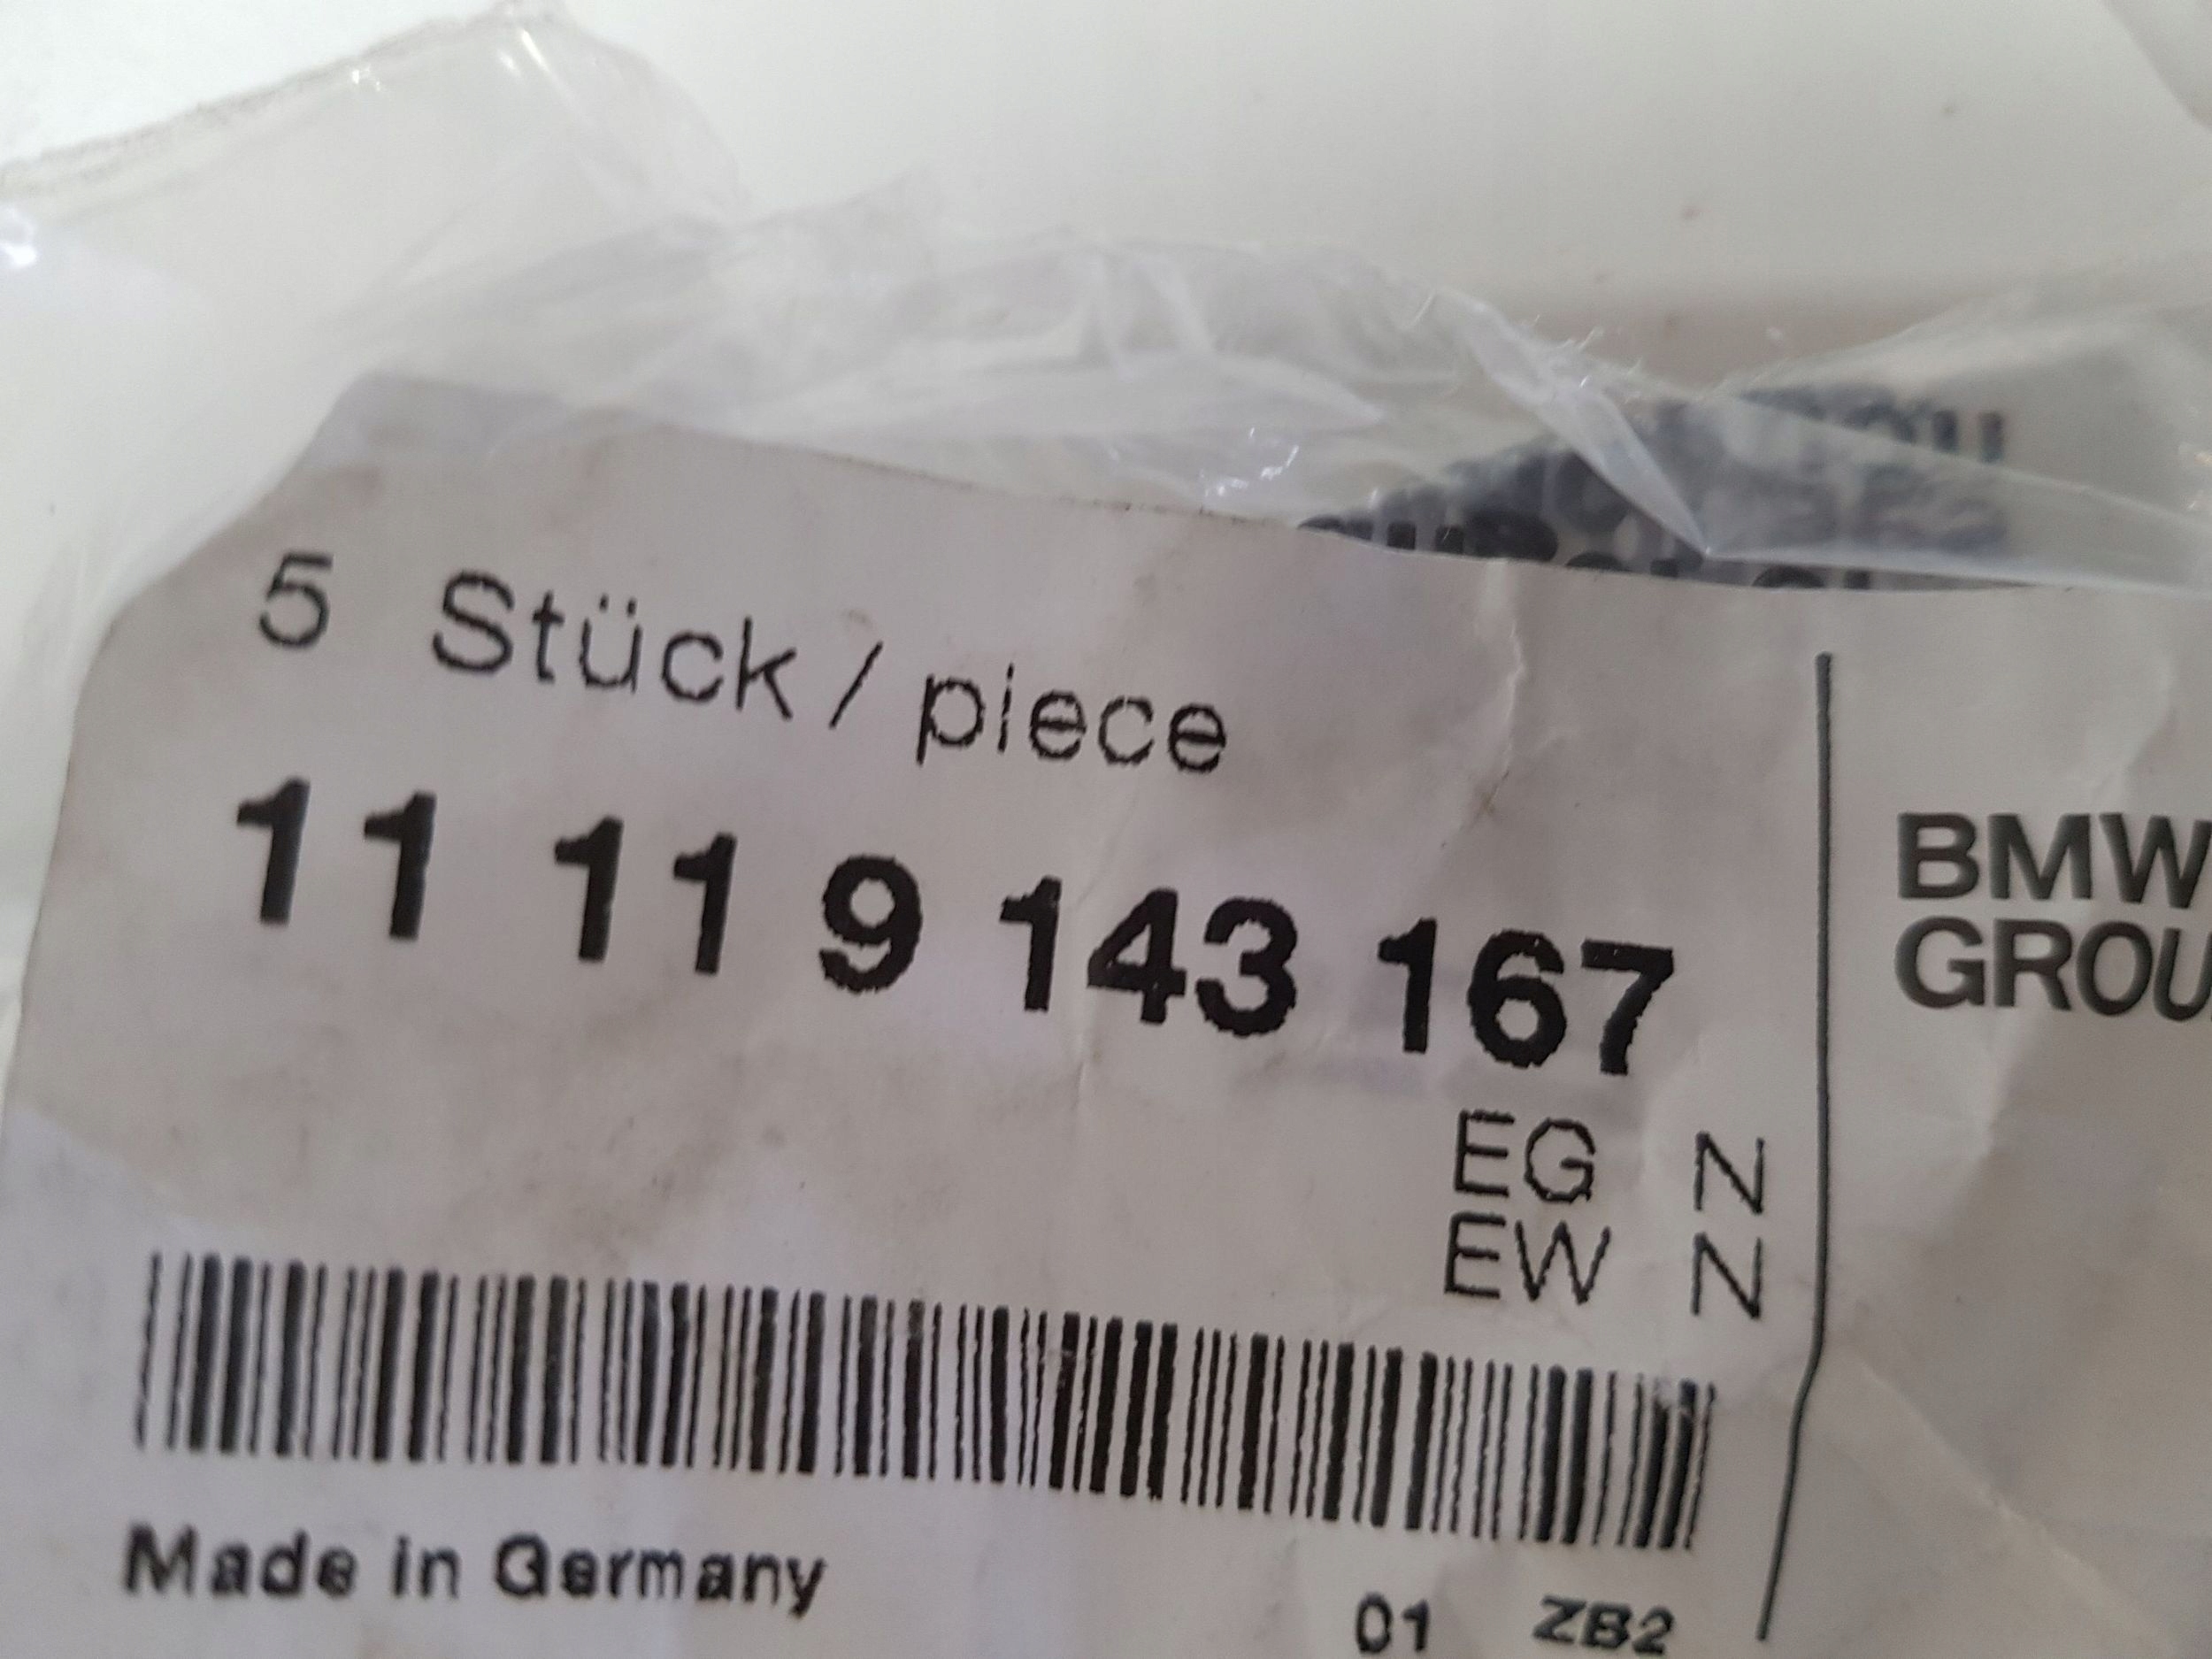 5 Stück / piece
11 11 9 143 167
EG N
EW N
BMW
GROU
Made in Germany
01 ZB2